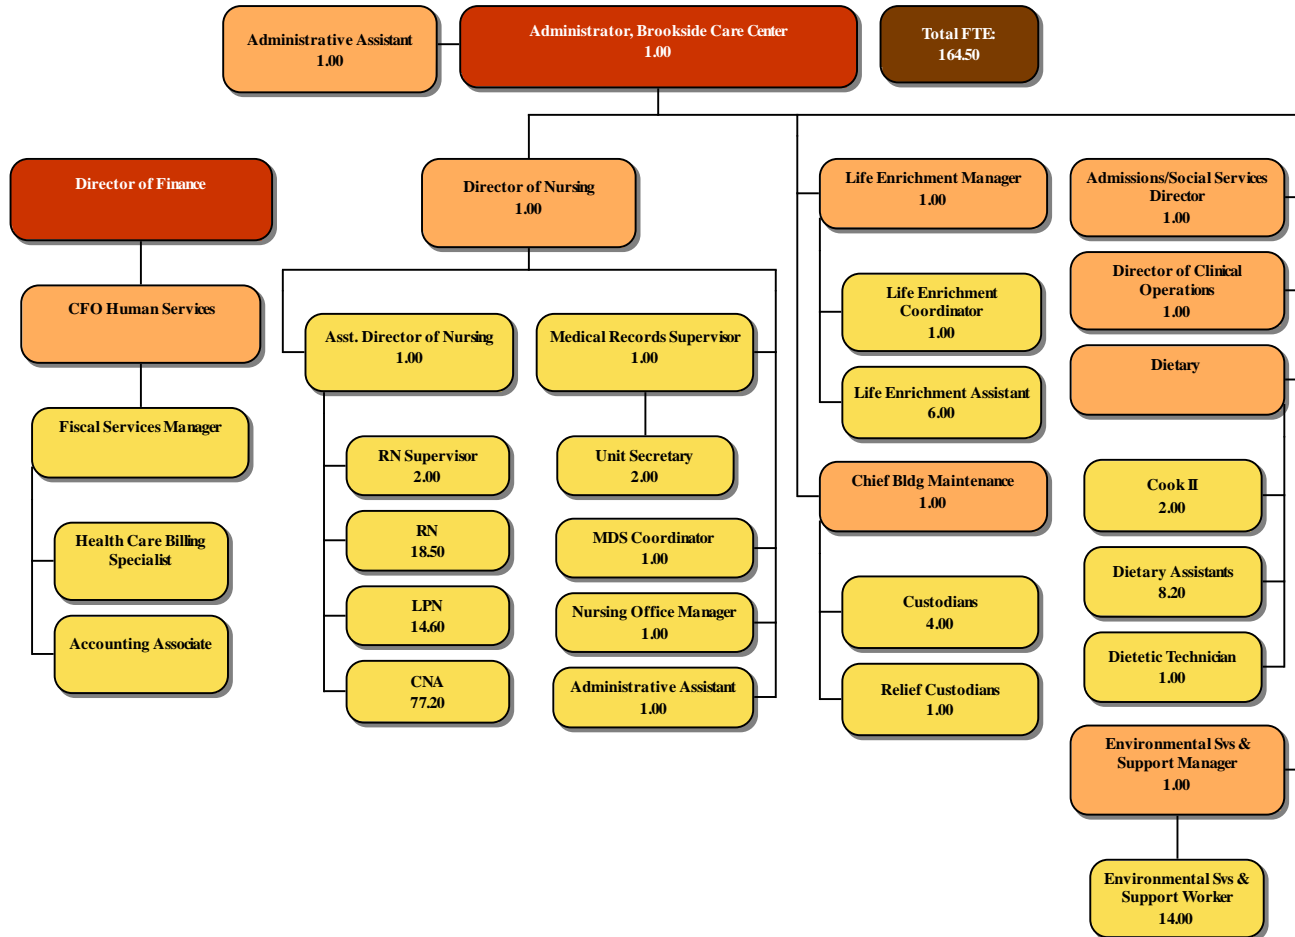 Administrative Assistant
1.00
Administrator, Brookside Care Center
1.00
Total FTE:
164.50
Director of Finance
CFO Human Services
Fiscal Services Manager
Health Care Billing
Specialist
Accounting Associate
Director of Nursing
1.00
Asst. Director of Nursing
1.00
RN Supervisor
2.00
RN
18.50
LPN
14.60
CNA
77.20
Medical Records Supervisor
1.00
Unit Secretary
2.00
MDS Coordinator
1.00
Nursing Office Manager
1.00
Administrative Assistant
1.00
Life Enrichment Manager
1.00
Life Enrichment
Coordinator
1.00
Life Enrichment Assistant
6.00
Chief Bldg Maintenance
1.00
Custodians
4.00
Relief Custodians
1.00
Admissions/Social Services
Director
1.00
Director of Clinical
Operations
1.00
Dietary
Cook II
2.00
Dietary Assistants
8.20
Dietetic Technician
1.00
Environmental Svs &
Support Manager
1.00
Environmental Svs &
Support Worker
14.00